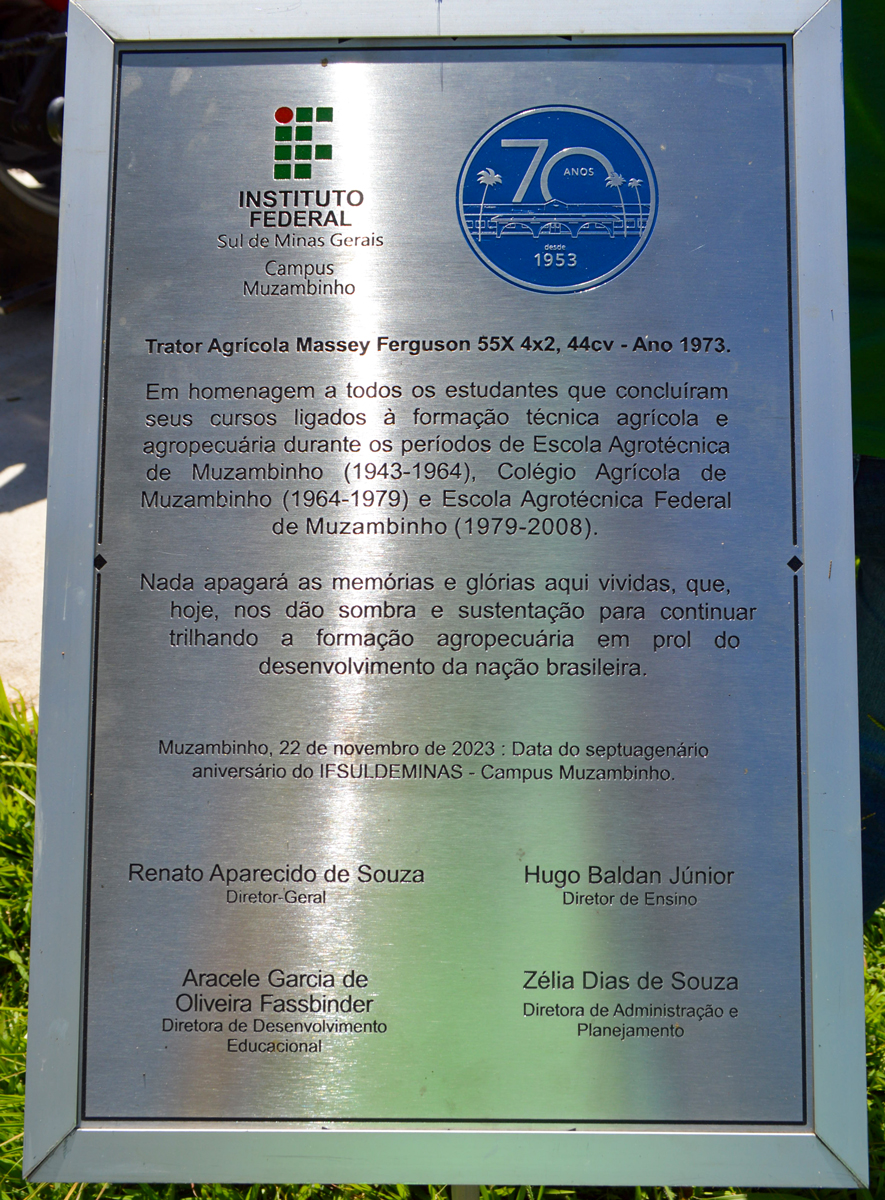 INSTITUTO
FEDERAL
Sul de Minas Gerais
Campus
Muzambinho
70
ANOS
desde
1953
Trator Agrícola Massey Ferguson 55X 4x2, 44cv - Ano 1973.
Em homenagem a todos os estudantes que concluíram
seus cursos ligados à formação técnica agrícola e
agropecuária durante os períodos de Escola Agrotécnica
de Muzambinho (1943-1964), Colégio Agrícola de
Muzambinho (1964-1979) e Escola Agrotécnica Federal
de Muzambinho (1979-2008).
Nada apagará as memórias e glórias aqui vividas, que,
hoje, nos dão sombra e sustentação para continuar
trilhando a formação agropecuária em prol do
desenvolvimento da nação brasileira.
Muzambinho, 22 de novembro de 2023 : Data do septuagenário
aniversário do IFSULDEMINAS - Campus Muzambinho.
Renato Aparecido de Souza
Diretor-Geral
Hugo Baldan Júnior
Diretor de Ensino
Aracele Garcia de
Oliveira Fassbinder
Diretora de Desenvolvimento
Educacional
Zélia Dias de Souza
Diretora de Administração e
Planejamento